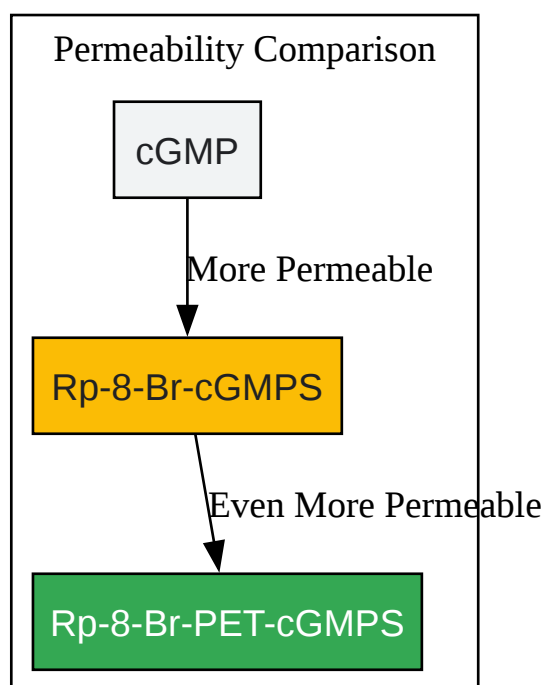 Permeability Comparison
cGMP
More Permeable
Rp-8-Br-cGMPS
Even More Permeable
Rp-8-Br-PET-cGMPS